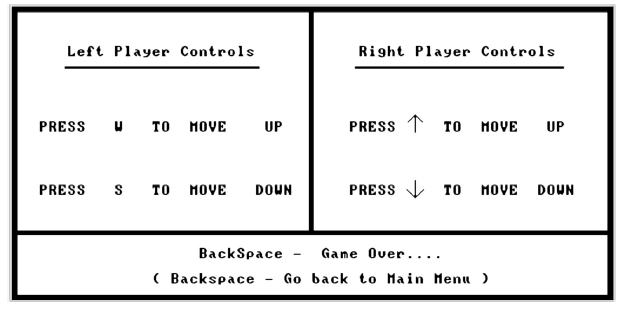 Left Player Controls
PRESS W TO MOVE UP
PRESS S TO MOVE DOWN
Right Player Controls
PRESS ↑ TO MOVE UP
PRESS ↓ TO MOVE DOWN
BackSpace - Game Over....
( Backspace - Go back to Main Menu )